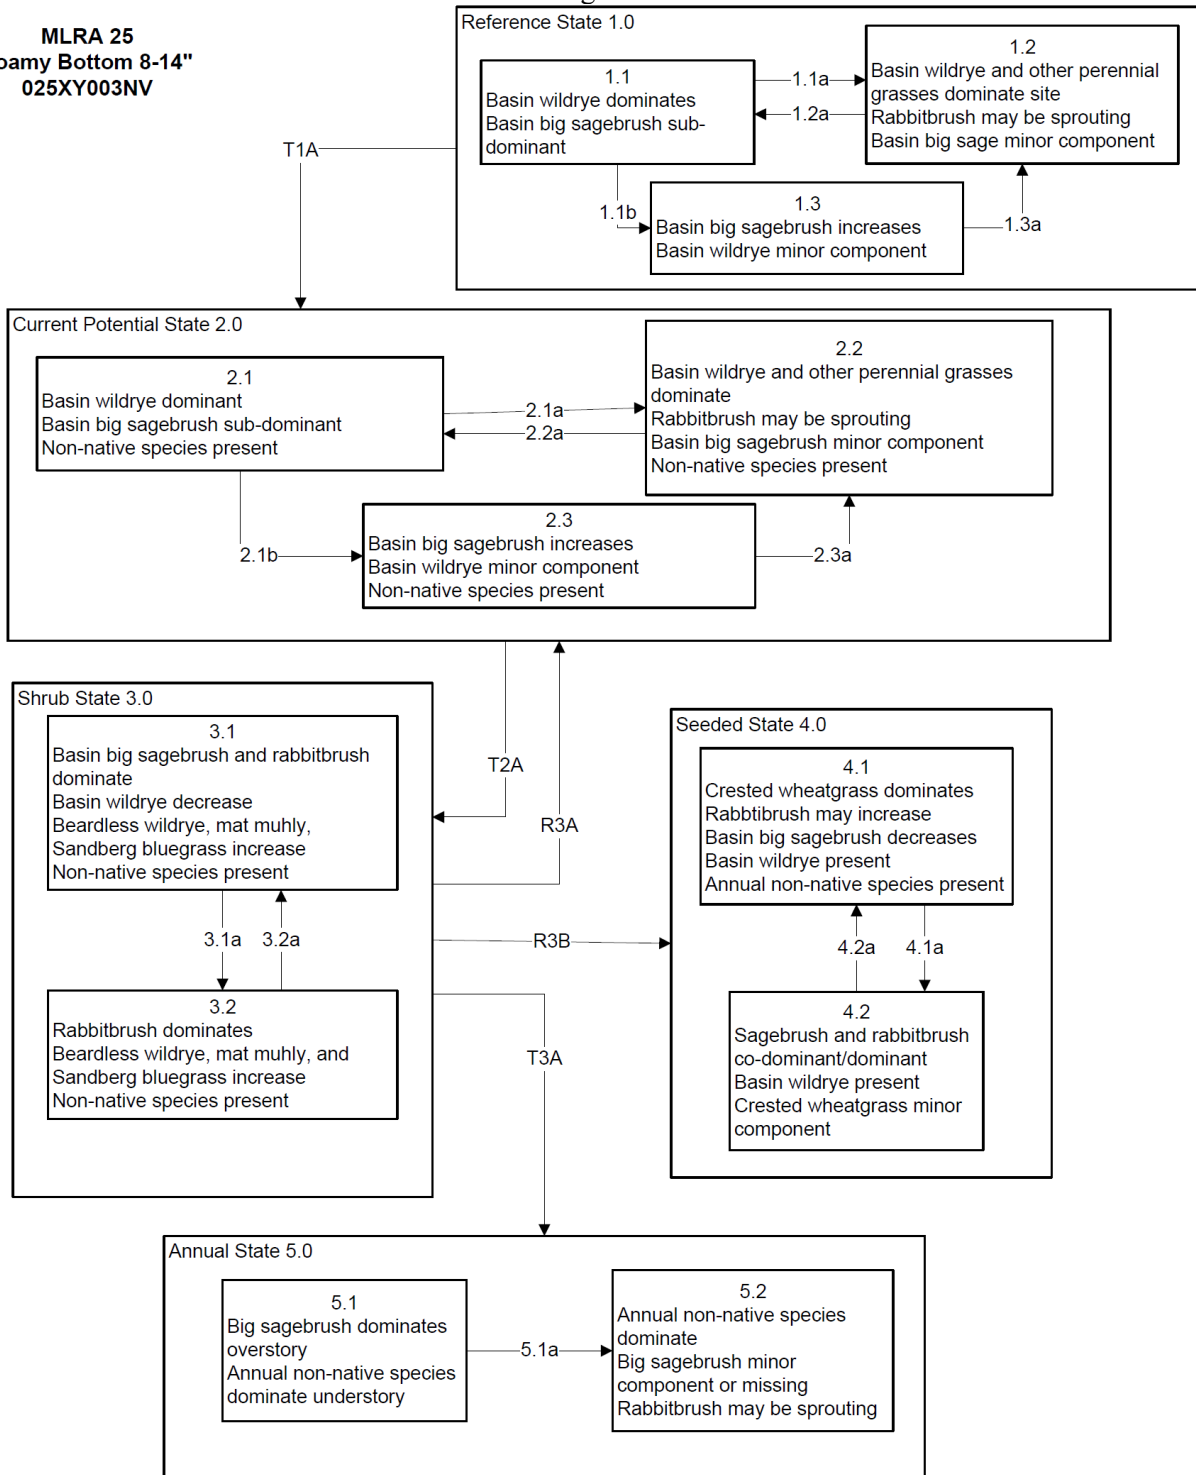 MLRA 25
oamy Bottom 8-14"
025XY003NV
Reference State 1.0
1.1
Basin wildrye dominates
Basin big sagebrush sub-
dominant
1.1a
1.2a
1.2
Basin wildrye and other perennial
grasses dominate site
Rabbitbrush may be sprouting
Basin big sage minor component
1.1b
1.3
Basin big sagebrush increases
Basin wildrye minor component
1.3a
T1A
Current Potential State 2.0
2.1
Basin wildrye dominant
Basin big sagebrush sub-dominant
Non-native species present
2.1a
2.2a
2.2
Basin wildrye and other perennial grasses
dominate
Rabbitbrush may be sprouting
Basin big sagebrush minor component
Non-native species present
2.1b
2.3
Basin big sagebrush increases
Basin wildrye minor component
Non-native species present
2.3a
T2A
R3A
Shrub State 3.0
3.1
Basin big sagebrush and rabbitbrush
dominate
Basin wildrye decrease
Beardless wildrye, mat muhly,
Sandberg bluegrass increase
Non-native species present
3.1a
3.2a
3.2
Rabbitbrush dominates
Beardless wildrye, mat muhly, and
Sandberg bluegrass increase
Non-native species present
R3B
T3A
Seeded State 4.0
4.1
Crested wheatgrass dominates
Rabbtibrush may increase
Basin big sagebrush decreases
Basin wildrye present
Annual non-native species present
4.2a
4.1a
4.2
Sagebrush and rabbitbrush
co-dominant/dominant
Basin wildrye present
Crested wheatgrass minor
component
Annual State 5.0
5.1
Big sagebrush dominates
overstory
Annual non-native species
dominate understory
5.1a
5.2
Annual non-native species
dominate
Big sagebrush minor
component or missing
Rabbitbrush may be sprouting